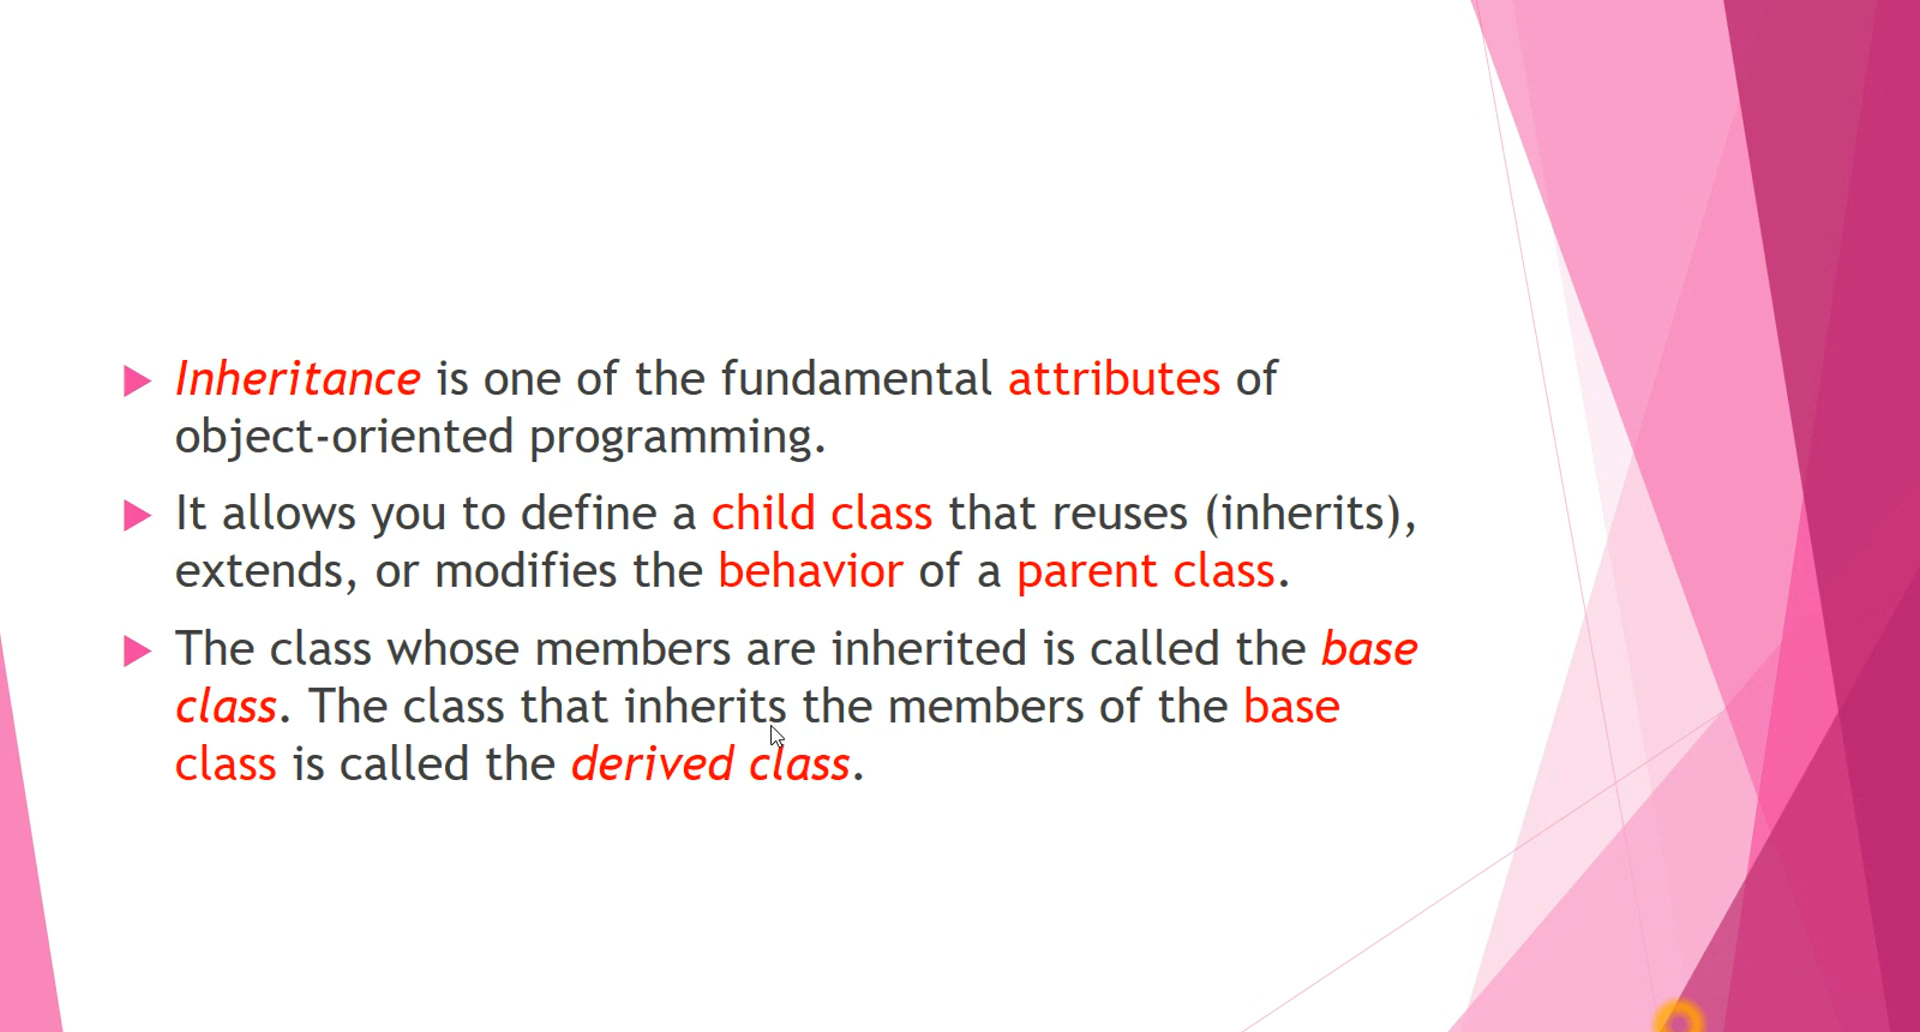 Inheritance is one of the fundamental attributes of
object-oriented programming.
It allows you to define a child class that reuses (inherits),
extends, or modifies the behavior of a parent class.
The class whose members are inherited is called the base
class. The class that inherits the members of the base
class is called the derived class.